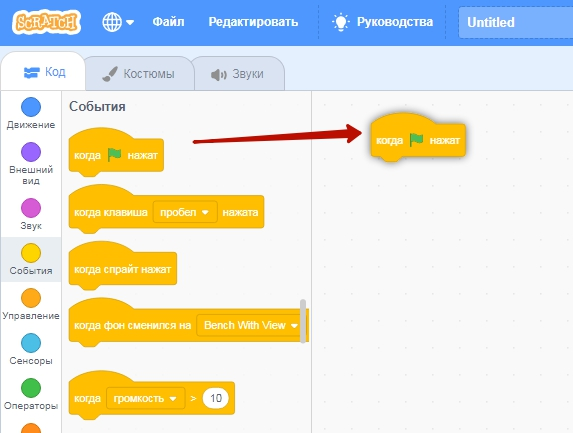 SCRATCH
Файл
Редактировать
Руководства
Untitled
Код
Костюмы
Звуки
Движение
Внешний
вид
Звук
События
Управление
Сенсоры
Операторы
События
когда нажат
когда клавиша пробел нажата
когда спрайт нажат
когда фон сменился на Bench With View
когда громкость > 10
когда нажат